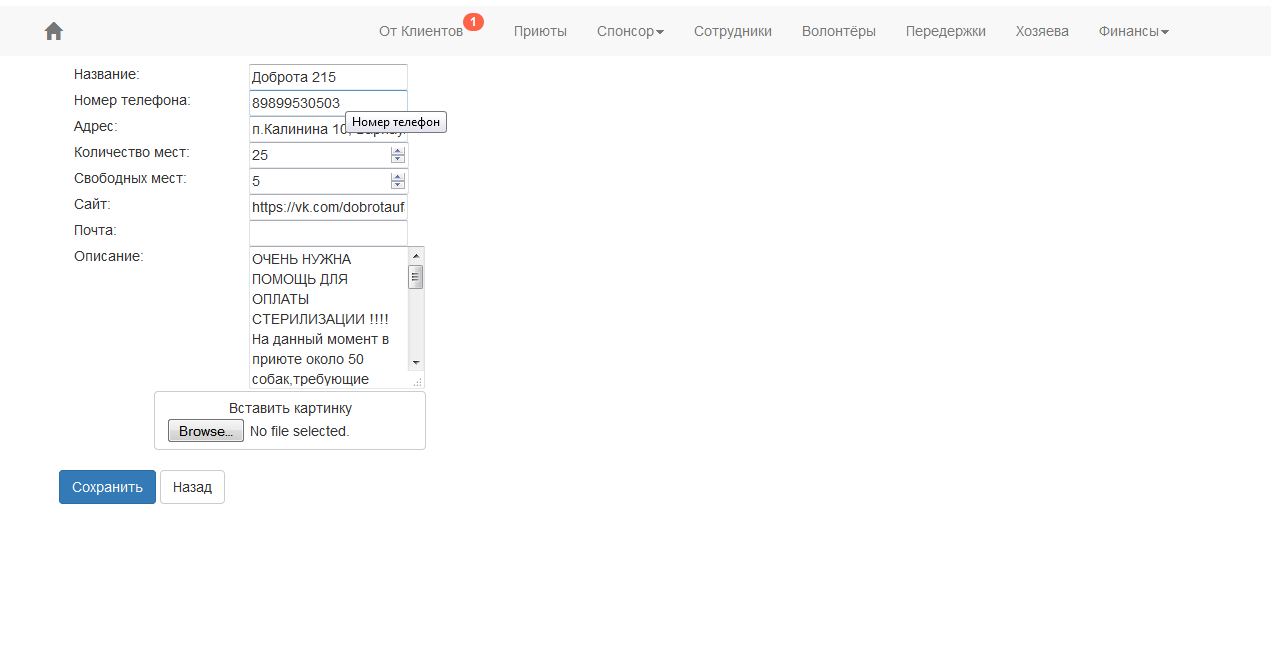 От Клиентов 1 Приюты Спонсор Сотрудники Волонтёры Передержки Хозяева Финансы
Название: Доброта 215
Номер телефона: 89899530503
Номер телефон
Адрес: п.Калинина 10,
Количество мест: 25
Свободных мест: 5
Сайт: https://vk.com/dobrotauf
Почта:
Описание: ОЧЕНЬ НУЖНА
ПОМОЩЬ ДЛЯ
ОПЛАТЫ
СТЕРИЛИЗАЦИИ !!!!
На данный момент в
приюте около 50
собак,требующие
Вставить картинку
Browse... No file selected.
Сохранить Назад